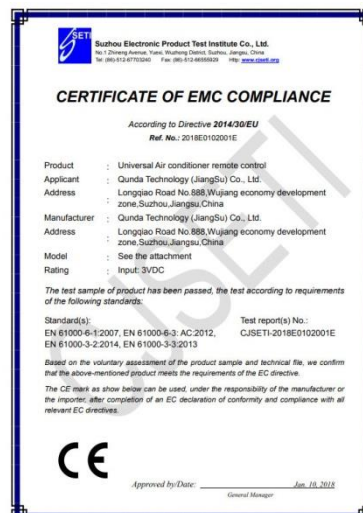 SETI
Suzhou Electronic Product Test Institute Co., Ltd.
No.1 Zhineng Avenue, Yuexi, Wuzhong District, Suzhou, Jiangsu, China
Tel: (86)-512-67703240 Fax: (86)-512-66555929 Http: www.cjseti.org
CERTIFICATE OF EMC COMPLIANCE
According to Directive 2014/30/EU
Ref. No.: 2018E0102001E
Product : Universal Air conditioner remote control
Applicant : Qunda Technology (JiangSu) Co., Ltd.
Address : Longqiao Road No.888,Wujiang economy development
zone,Suzhou,Jiangsu,China
Manufacturer : Qunda Technology (JiangSu) Co., Ltd.
Address : Longqiao Road No.888,Wujiang economy development
zone,Suzhou,Jiangsu,China
Model : See the attachment
Rating : Input: 3VDC
The test sample of product has been passed, the test according to requirements
of the following standards:
Standard(s): Test report(s) No.:
EN 61000-6-1:2007, EN 61000-6-3: AC:2012, CJSETI-2018E0102001E
EN 61000-3-2:2014, EN 61000-3-3:2013
Based on the voluntary assessment of the product sample and technical file, we confirm
that the above-mentioned product meets the requirements of the EC directive.
The CE mark as show below can be used, under the responsibility of the manufacturer or
the importer, after completion of an EC declaration of conformity and compliance with all
relevant EC directives.
CE
Approved by/Date: Jan. 10, 2018
General Manager
CJSETI